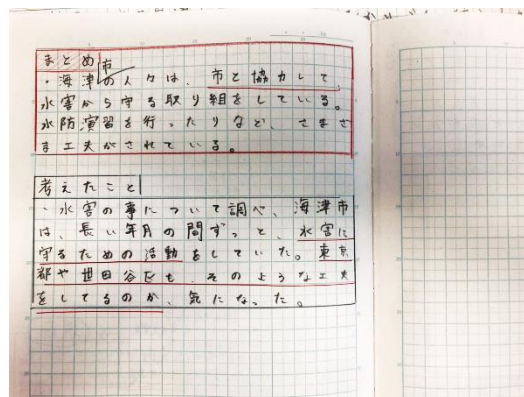 まとめ
・海津市の人々は、市と協力して、
水害から守る取り組をしている。
水防演習を行ったりなど、さまざ
ま工夫がされている。
考えたこと
・水害の事について調べ、海津市
は、長い年月の間ずっと、水害に
守るための活動をしていた。東京
都や世田谷区も、そのような工夫
をしてるのか、気になった。